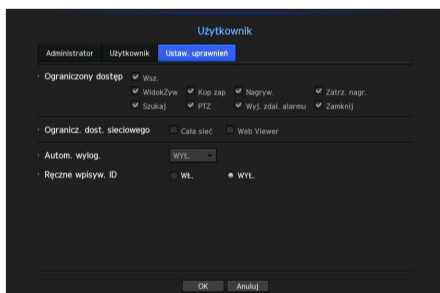 Użytkownik
Administrator Użytkownik Ustaw. uprawnień
Ograniczony dostęp Wsz.
WidokŻyw Kop zap Nagryw. Zatrz. nagr.
Szukaj PTZ Wyj. zdal. alarmu Zamknij
Ogranicz. dost. sieciowego Cała sieć Web Viewer
Autom. wylog. WYŁ.
Ręczne wpisyw. ID WŁ. WYŁ.
OK Anuluj